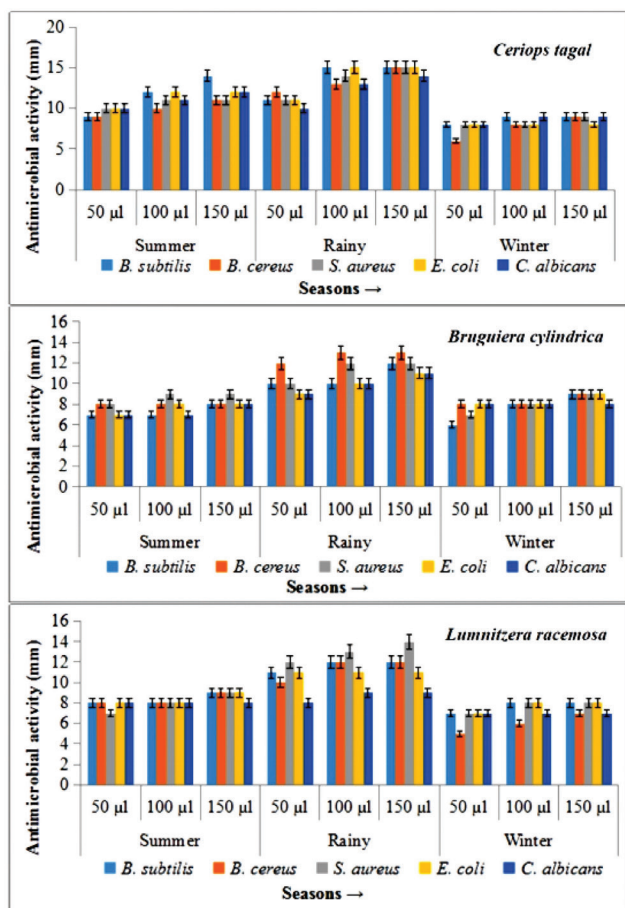 Ceriops tagal
Antimicrobial activity (mm)
20
15
10
5
0
50 µl 100 µl 150 µl 50 µl 100 µl 150 µl 50 µl 100 µl 150 µl
Summer Rainy Winter
B. subtilis B. cereus S. aureus E. coli C. albicans
Seasons →
Bruguiera cylindrica
Antimicrobial activity (mm)
16
14
12
10
8
6
4
2
0
50 µl 100 µl 150 µl 50 µl 100 µl 150 µl 50 µl 100 µl 150 µl
Summer Rainy Winter
B. subtilis B. cereus S. aureus E. coli C. albicans
Seasons →
Lumnitzera racemosa
Antimicrobial activity (mm)
16
14
12
10
8
6
4
2
0
50 µl 100 µl 150 µl 50 µl 100 µl 150 µl 50 µl 100 µl 150 µl
Summer Rainy Winter
B. subtilis B. cereus S. aureus E. coli C. albicans
Seasons →